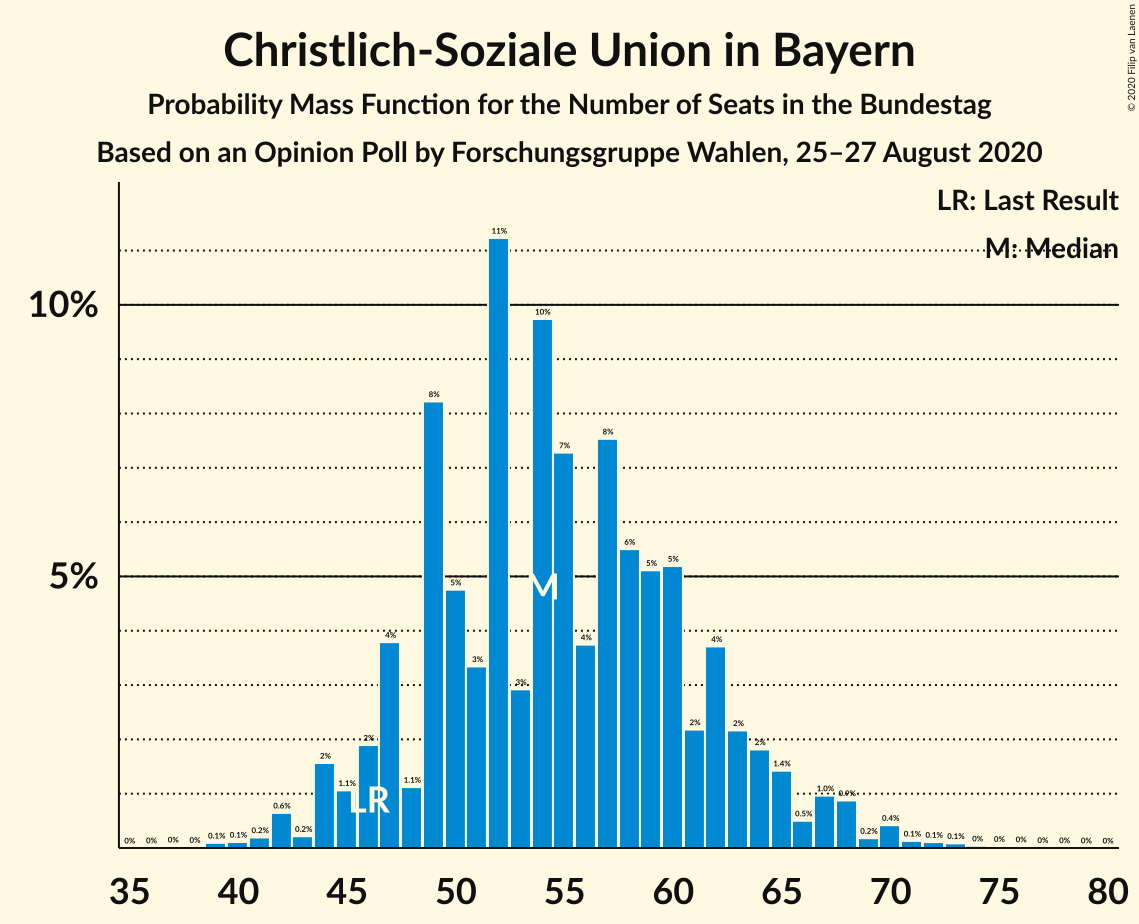 Christlich-Soziale Union in Bayern
Probability Mass Function for the Number of Seats in the Bundestag
Based on an Opinion Poll by Forschungsgruppe Wahlen, 25–27 August 2020
© 2020 Filip van Laenen
LR: Last Result
M: Median
10%
5%
0% 0% 0% 0% 0.1% 0.1% 0.2% 0.6% 0.2% 2% 1.1% 2% 4% 1.1% 8% 5% 3% 11% 3% 10% 7% 4% 8% 6% 5% 5% 2% 4% 2% 2% 1.4% 0.5% 1.0% 0.9% 0.2% 0.4% 0.1% 0.1% 0.1% 0% 0% 0% 0% 0% 0% 0%
M
LR
35 40 45 50 55 60 65 70 75 80